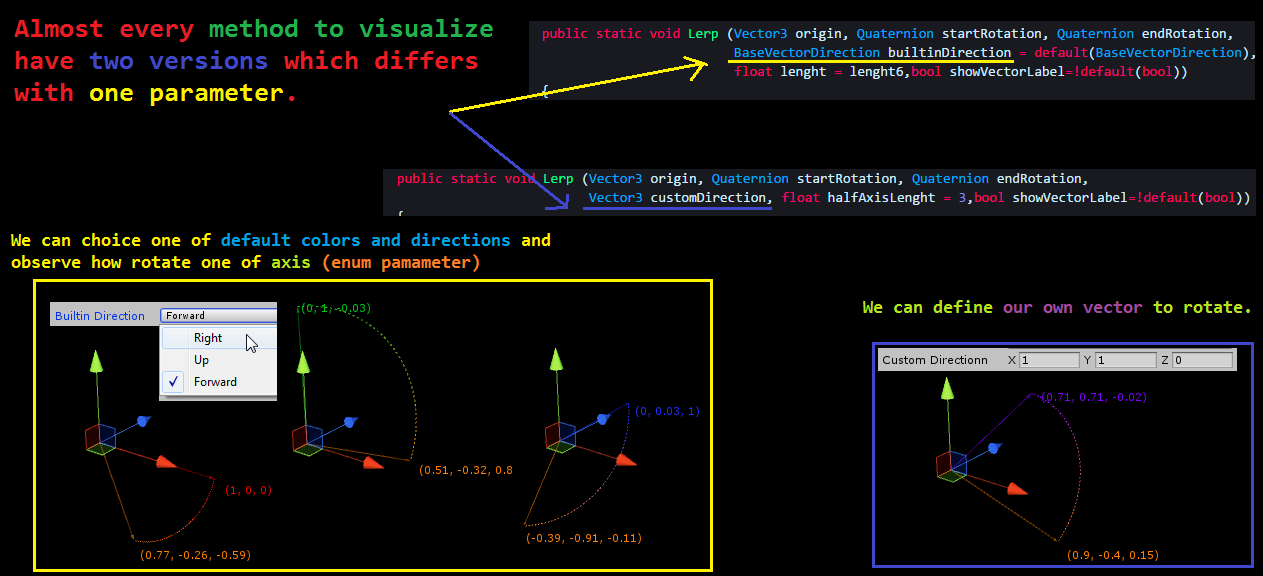 Almost every method to visualize
have two versions which differs
with one parameter.
public static void Lerp (Vector3 origin, Quaternion startRotation, Quaternion endRotation,
BaseVectorDirection builtinDirection = default(BaseVectorDirection),
float lenght = lenght6,bool showVectorLabel=!default(bool))
{
public static void Lerp (Vector3 origin, Quaternion startRotation, Quaternion endRotation,
Vector3 customDirection, float halfAxisLenght = 3,bool showVectorLabel=!default(bool))
{
We can choice one of default colors and directions and
observe how rotate one of axis (enum pamameter)
Builtin Direction Forward
Right
Up
✓ Forward
(1, 0, 0)
(0.77, -0.26, -0.59)
(0, 1, -0.03)
(0.51, -0.32, 0.8
(0, 0.03, 1)
(-0.39, -0.91, -0.11)
We can define our own vector to rotate.
Custom Directionn X 1 Y 1 Z 0
(0.71, 0.71, -0.02)
(0.9, -0.4, 0.15)